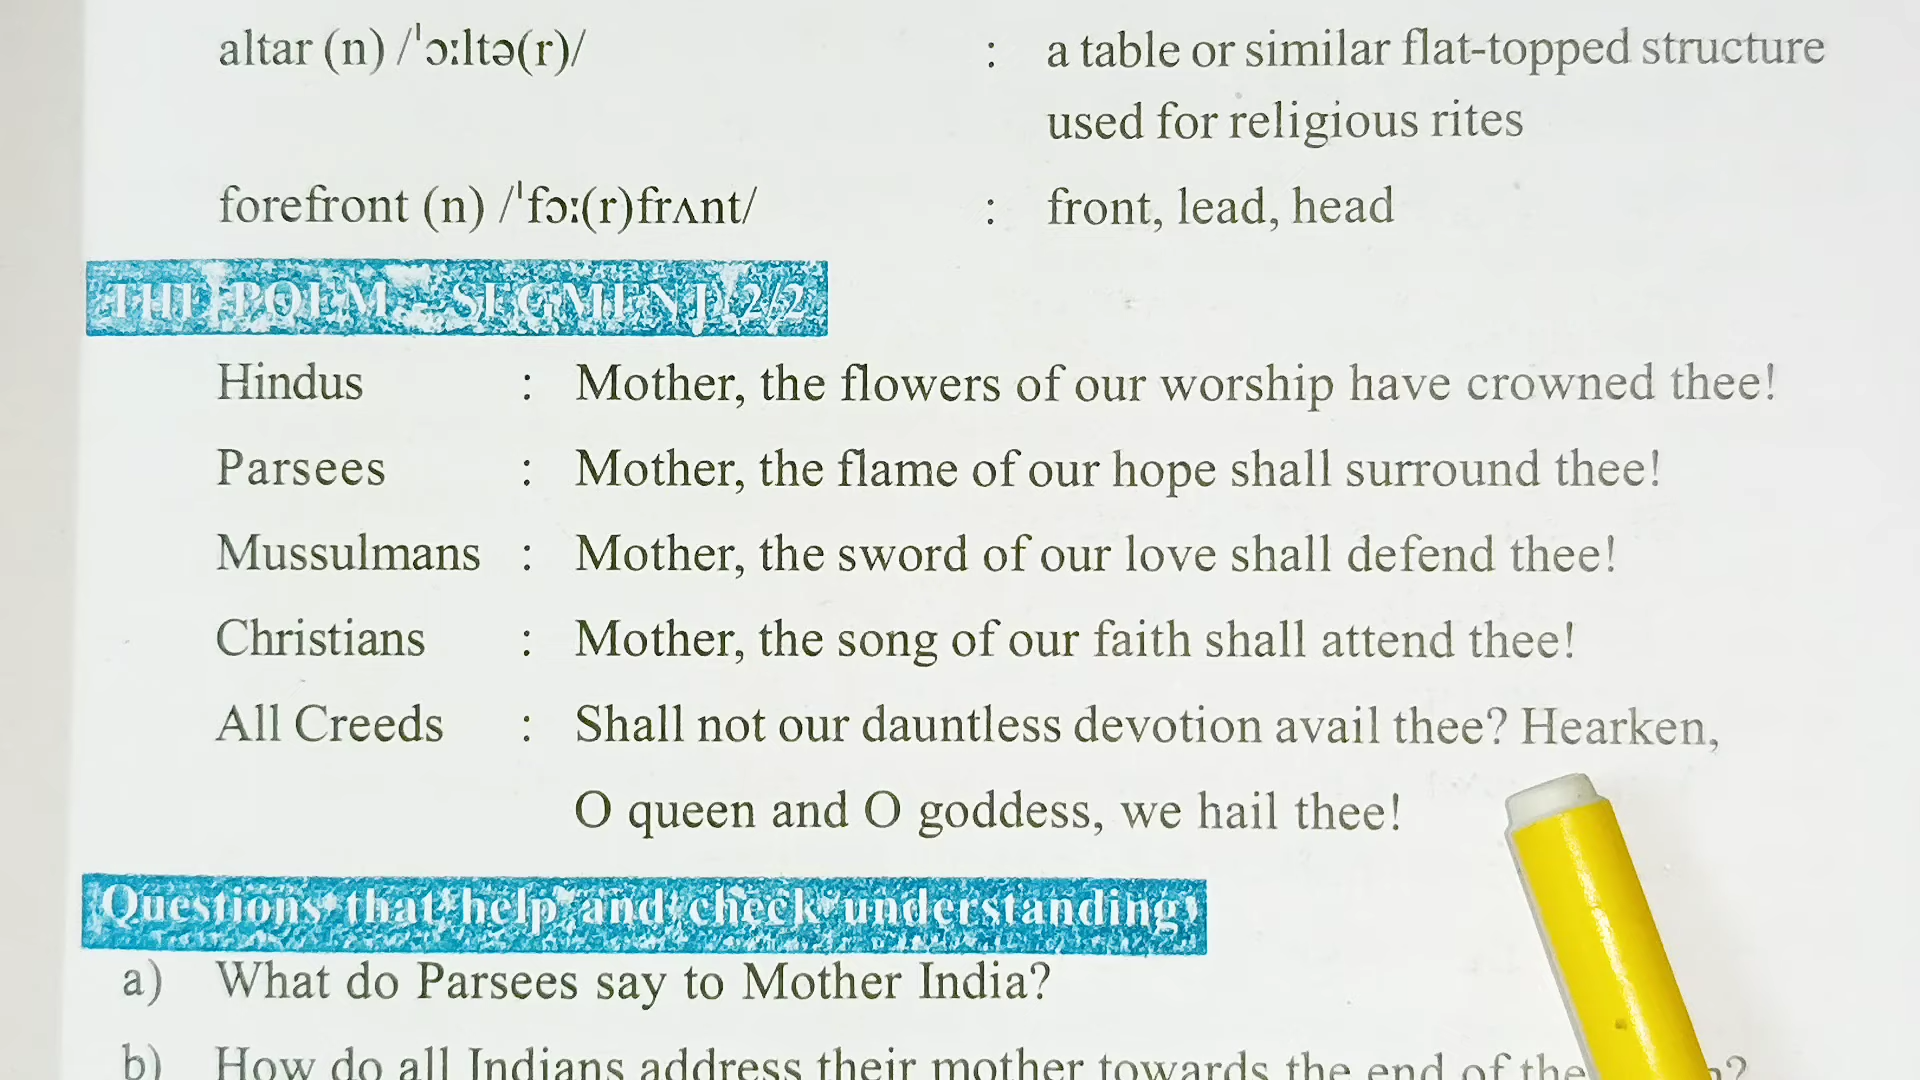 altar (n) /ˈɔːltə(r)/ : a table or similar flat-topped structure
used for religious rites
forefront (n) /ˈfɔː(r)frʌnt/ : front, lead, head
THE POEM - SEGMENT 2/2
Hindus : Mother, the flowers of our worship have crowned thee!
Parsees : Mother, the flame of our hope shall surround thee!
Mussulmans : Mother, the sword of our love shall defend thee!
Christians : Mother, the song of our faith shall attend thee!
All Creeds : Shall not our dauntless devotion avail thee? Hearken,
O queen and O goddess, we hail thee!
Questions that help and check understanding
a) What do Parsees say to Mother India?
b) How do all Indians address their mother towards the end of the